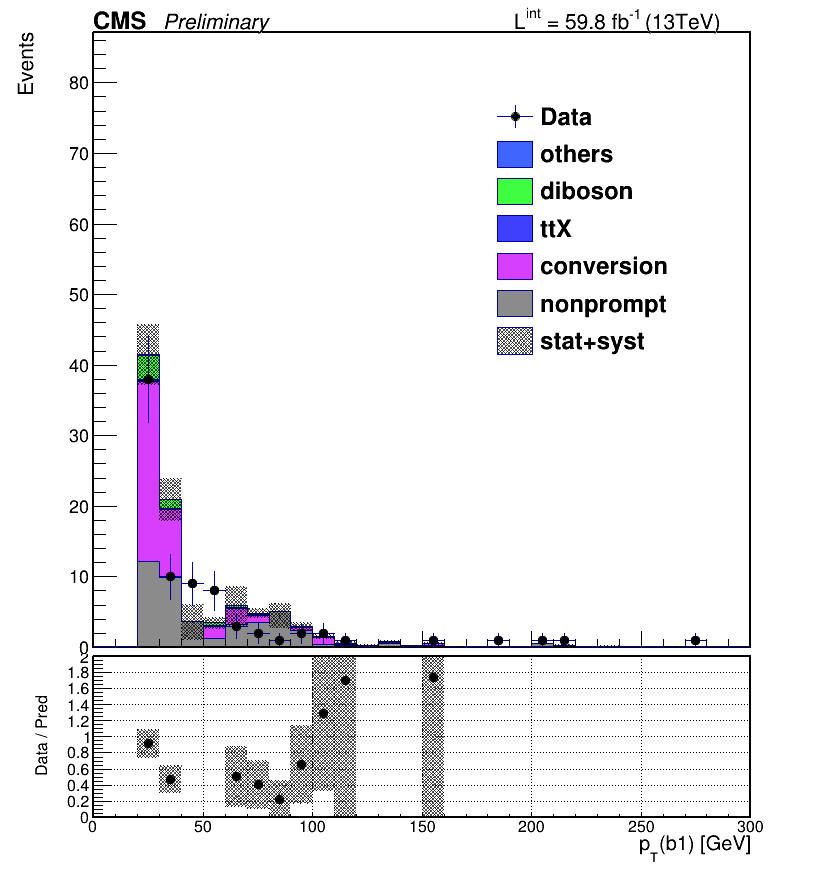 CMS Preliminary L^int = 59.8 fb^-1 (13TeV)
Events
80
70
60
50
40
30
20
10
0
Data
others
diboson
ttX
conversion
nonprompt
stat+syst
Data / Pred
2
1.8
1.6
1.4
1.2
1
0.8
0.6
0.4
0.2
0
0 50 100 150 200 250 300
p_T(b1) [GeV]